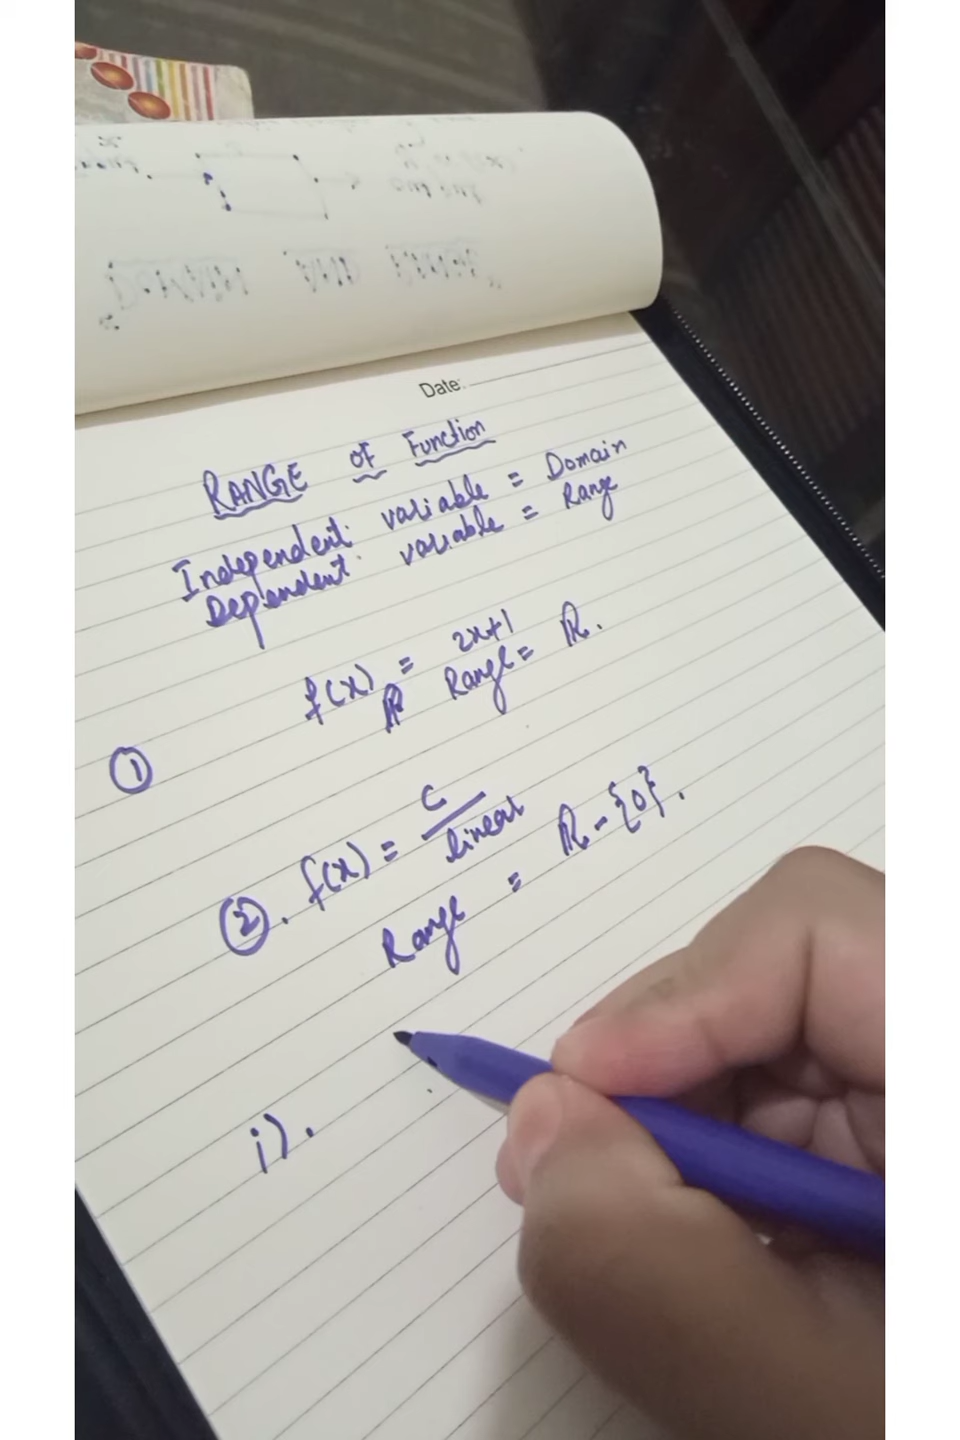 Date:
RANGE OF Function
Independent variable = Domain
Dependent variable = Range
f(x) = 2x+1
R Range = R.
①
②. f(x) = C / linear
Range = R - {0}.
i).